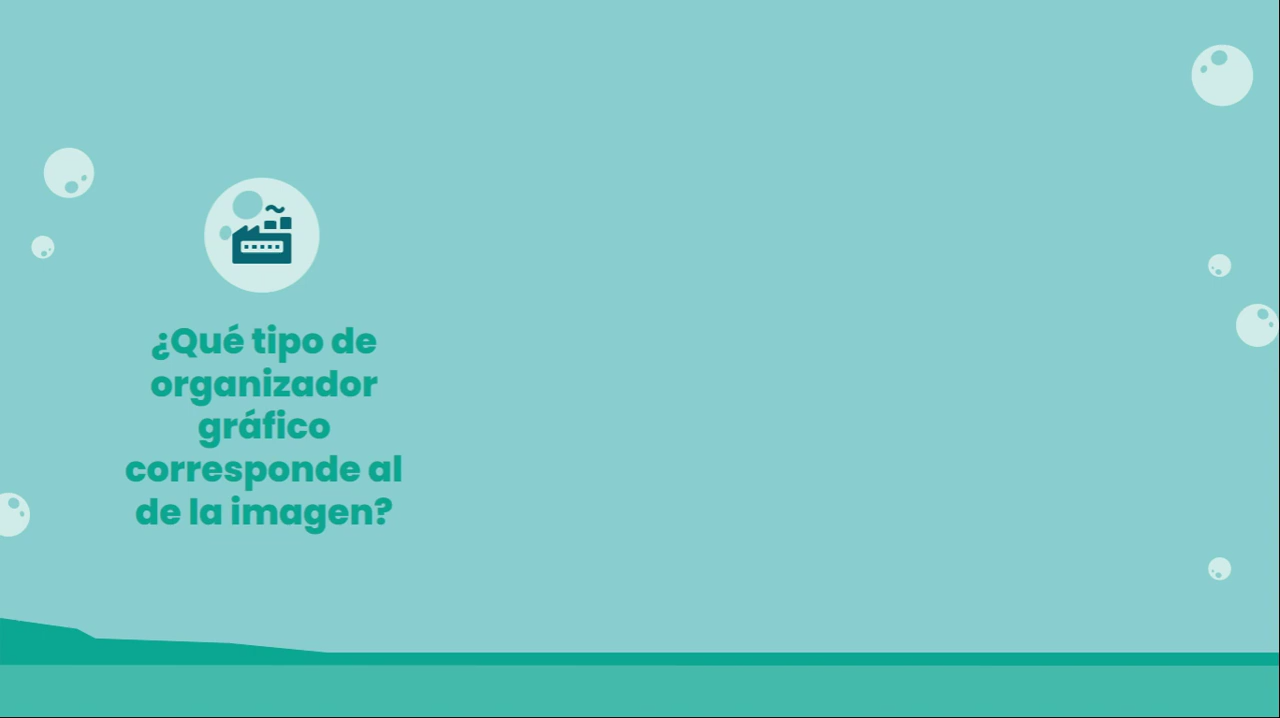 ¿Qué tipo de
organizador
gráfico
corresponde al
de la imagen?